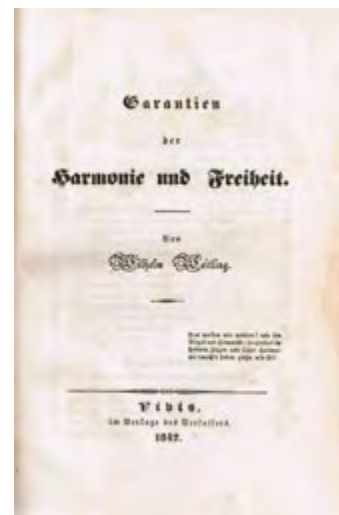 Garantien
der
Harmonie und Freiheit.
Von
Wilhelm Weitling.
Vivis,
im Verlage des Verfassers.
1842.